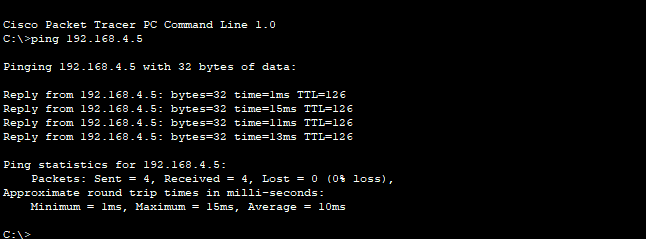 Cisco Packet Tracer PC Command Line 1.0
C:\>ping 192.168.4.5
Pinging 192.168.4.5 with 32 bytes of data:
Reply from 192.168.4.5: bytes=32 time=1ms TTL=126
Reply from 192.168.4.5: bytes=32 time=15ms TTL=126
Reply from 192.168.4.5: bytes=32 time=11ms TTL=126
Reply from 192.168.4.5: bytes=32 time=13ms TTL=126
Ping statistics for 192.168.4.5:
    Packets: Sent = 4, Received = 4, Lost = 0 (0% loss),
Approximate round trip times in milli-seconds:
    Minimum = 1ms, Maximum = 15ms, Average = 10ms
C:\>